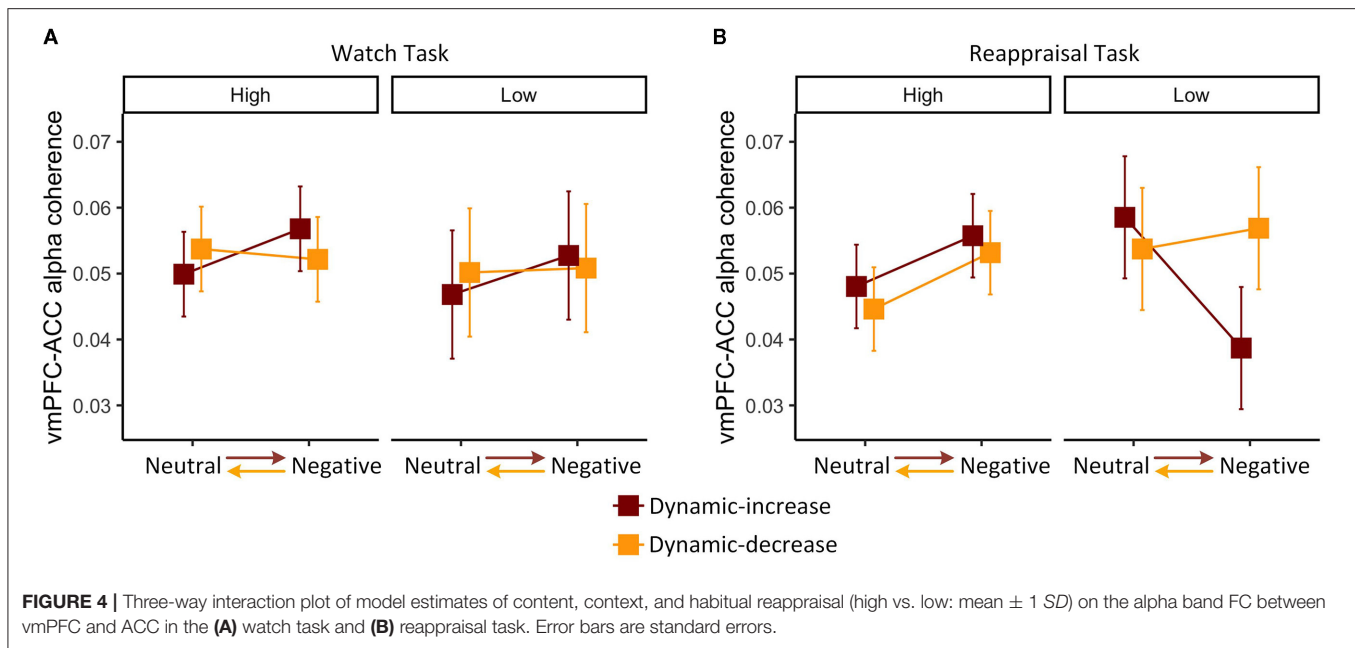 A
B
Watch Task
Reappraisal Task
High
Low
High
Low
vmPFC-ACC alpha coherence
0.07
0.06
0.05
0.04
0.03
vmPFC-ACC alpha coherence
0.07
0.06
0.05
0.04
0.03
Neutral Negative
Neutral Negative
Neutral Negative
Neutral Negative
Dynamic-increase
Dynamic-decrease
FIGURE 4 | Three-way interaction plot of model estimates of content, context, and habitual reappraisal (high vs. low: mean ± 1 SD) on the alpha band FC between
vmPFC and ACC in the (A) watch task and (B) reappraisal task. Error bars are standard errors.